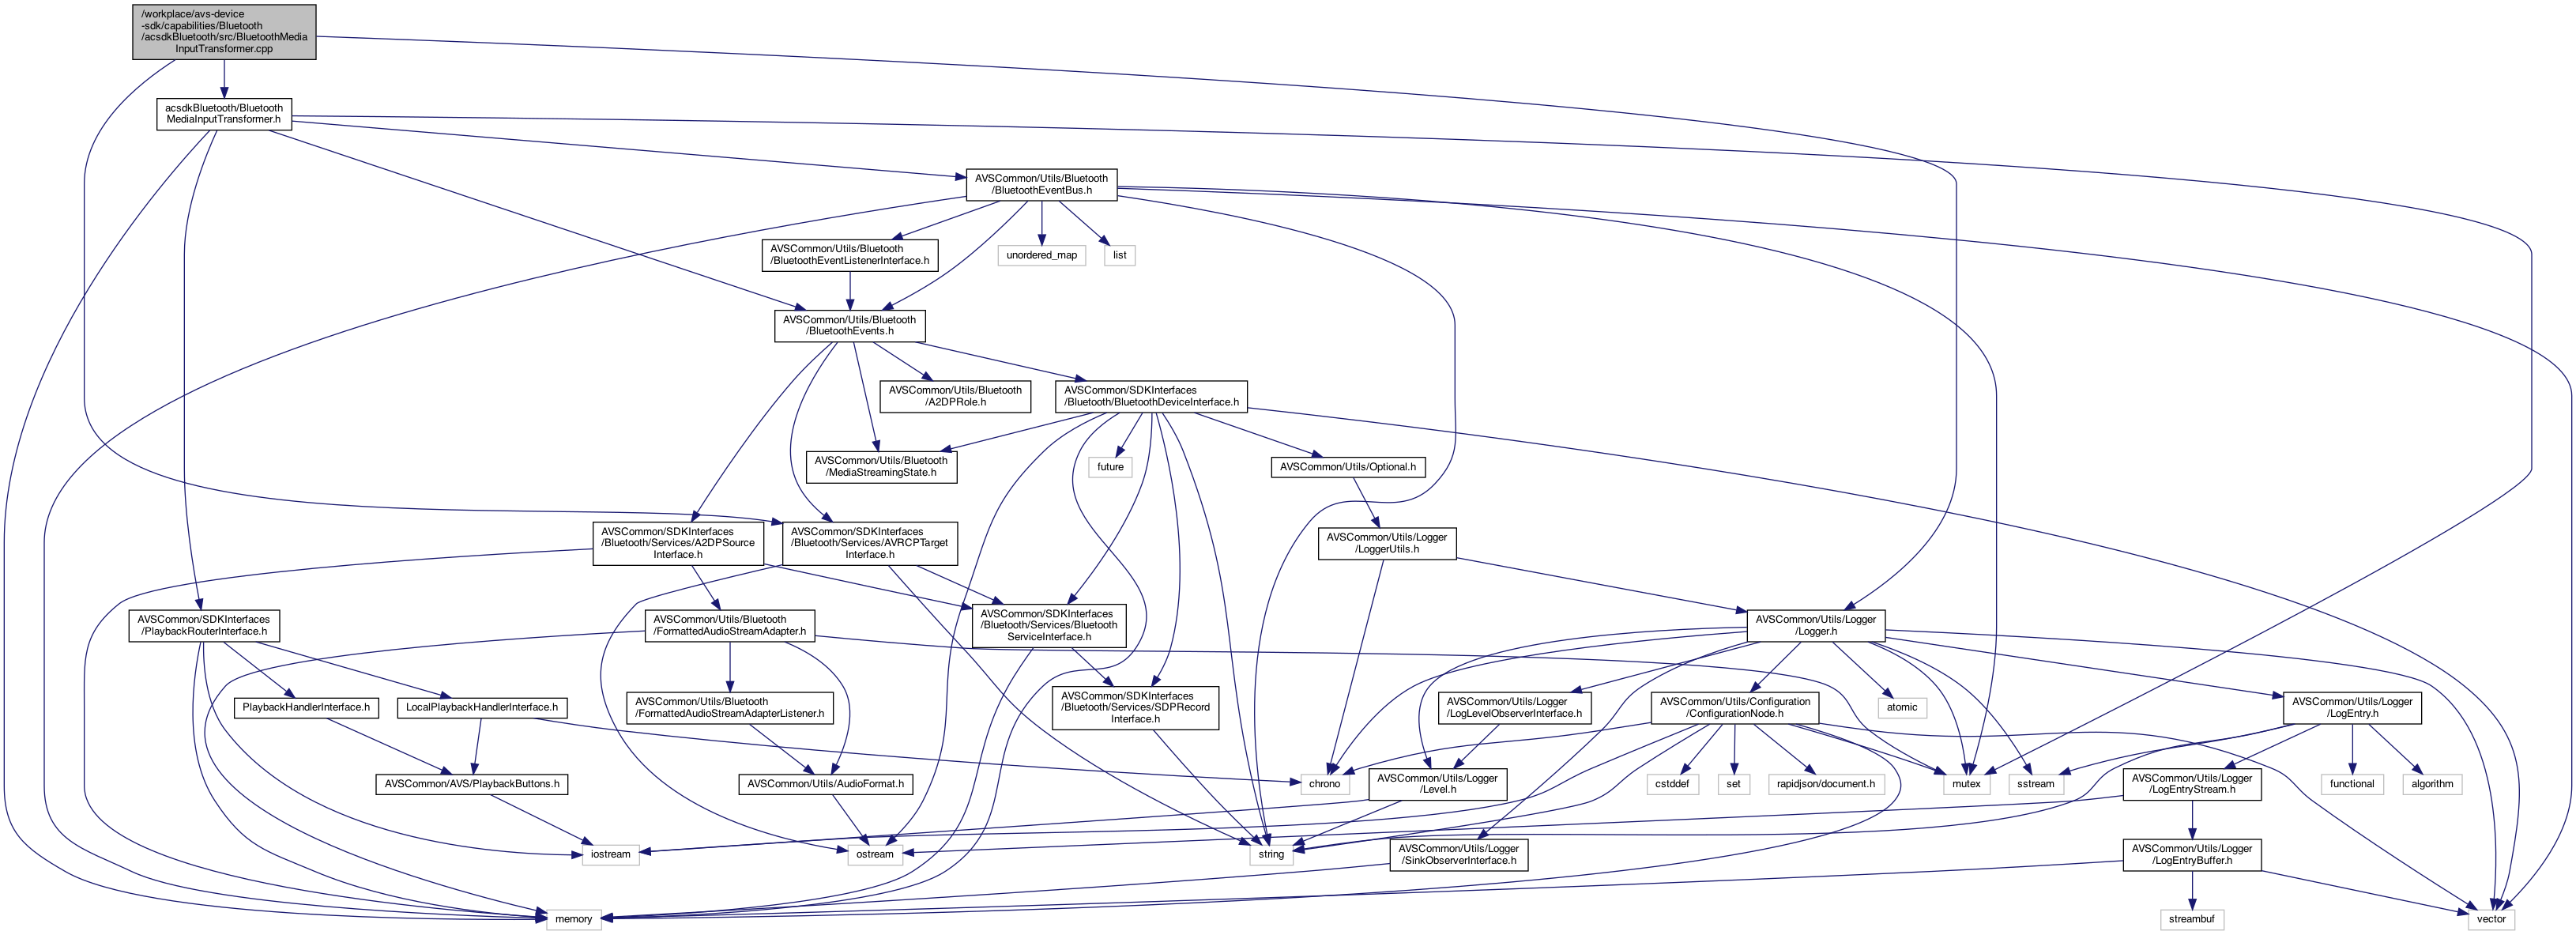 /workplace/avs-device
-sdk/capabilities/Bluetooth
/acsdkBluetooth/src/BluetoothMedia
InputTransformer.cpp
acsdkBluetooth/Bluetooth
MediaInputTransformer.h
AVSCommon/Utils/Bluetooth
/BluetoothEventBus.h
AVSCommon/Utils/Bluetooth
/BluetoothEventListenerInterface.h
unordered_map
list
AVSCommon/Utils/Bluetooth
/BluetoothEvents.h
AVSCommon/Utils/Bluetooth
/A2DPRole.h
AVSCommon/SDKInterfaces
/Bluetooth/BluetoothDeviceInterface.h
AVSCommon/Utils/Bluetooth
/MediaStreamingState.h
future
AVSCommon/Utils/Optional.h
AVSCommon/SDKInterfaces
/Bluetooth/Services/A2DPSource
Interface.h
AVSCommon/SDKInterfaces
/Bluetooth/Services/AVRCPTarget
Interface.h
AVSCommon/Utils/Logger
/LoggerUtils.h
AVSCommon/SDKInterfaces
/PlaybackRouterInterface.h
AVSCommon/Utils/Bluetooth
/FormattedAudioStreamAdapter.h
AVSCommon/SDKInterfaces
/Bluetooth/Services/Bluetooth
ServiceInterface.h
AVSCommon/Utils/Logger
/Logger.h
PlaybackHandlerInterface.h
LocalPlaybackHandlerInterface.h
AVSCommon/Utils/Bluetooth
/FormattedAudioStreamAdapterListener.h
AVSCommon/SDKInterfaces
/Bluetooth/Services/SDPRecord
Interface.h
AVSCommon/Utils/Logger
/LogLevelObserverInterface.h
AVSCommon/Utils/Configuration
/ConfigurationNode.h
atomic
AVSCommon/Utils/Logger
/LogEntry.h
AVSCommon/AVS/PlaybackButtons.h
AVSCommon/Utils/AudioFormat.h
chrono
AVSCommon/Utils/Logger
/Level.h
cstddef
set
rapidjson/document.h
mutex
sstream
AVSCommon/Utils/Logger
/LogEntryStream.h
functional
algorithm
iostream
ostream
string
AVSCommon/Utils/Logger
/SinkObserverInterface.h
AVSCommon/Utils/Logger
/LogEntryBuffer.h
memory
streambuf
vector